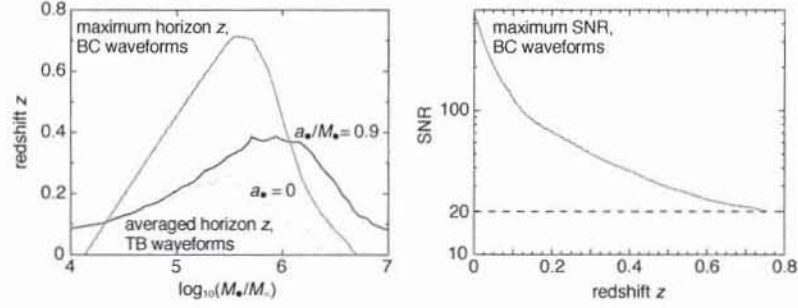 0.8
0.6
0.4
0.2
0
maximum horizon z,
BC waveforms
a•/M• = 0.9
a• = 0
averaged horizon z,
TB waveforms
redshift z
4
5
6
7
log₁₀(M•/M
maximum SNR,
BC waveforms
SNR
100
20
10
0
0.2
0.4
0.6
0.8
redshift z